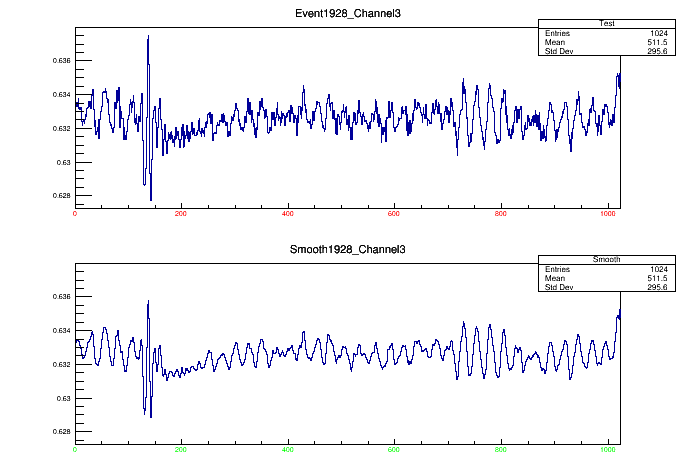 Event1928_Channel3
Test
Entries 1024
Mean 511.5
Std Dev 295.6
0.636
0.634
0.632
0.63
0.628
0 200 400 600 800 1000
Smooth1928_Channel3
Smooth
Entries 1024
Mean 511.5
Std Dev 295.6
0.636
0.634
0.632
0.63
0.628
0 200 400 600 800 1000